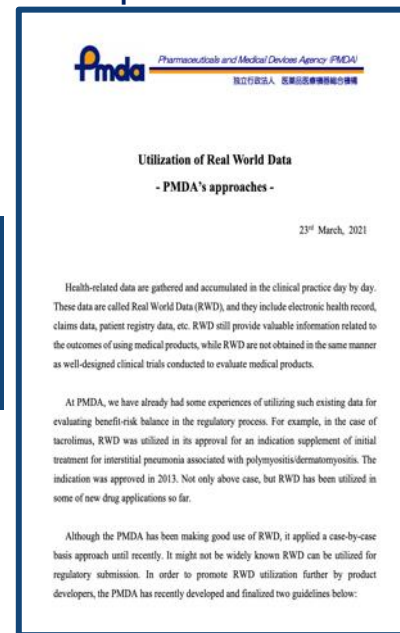 Pmda
Pharmaceuticals and Medical Devices Agency (PMDA)
独立行政法人 医薬品医療機器総合機構
Utilization of Real World Data
- PMDA's approaches -
23rd March, 2021
Health-related data are gathered and accumulated in the clinical practice day by day.
These data are called Real World Data (RWD), and they include electronic health record,
claims data, patient registry data, etc. RWD still provide valuable information related to
the outcomes of using medical products, while RWD are not obtained in the same manner
as well-designed clinical trials conducted to evaluate medical products.
At PMDA, we have already had some experiences of utilizing such existing data for
evaluating benefit-risk balance in the regulatory process. For example, in the case of
tacrolimus, RWD was utilized in its approval for an indication supplement of initial
treatment for interstitial pneumonia associated with polymyositis/dermatomyositis. The
indication was approved in 2013. Not only above case, but RWD has been utilized in
some of new drug applications so far.
Although the PMDA has been making good use of RWD, it applied a case-by-case
basis approach until recently. It might not be widely known RWD can be utilized for
regulatory submission. In order to promote RWD utilization further by product
developers, the PMDA has recently developed and finalized two guidelines below: